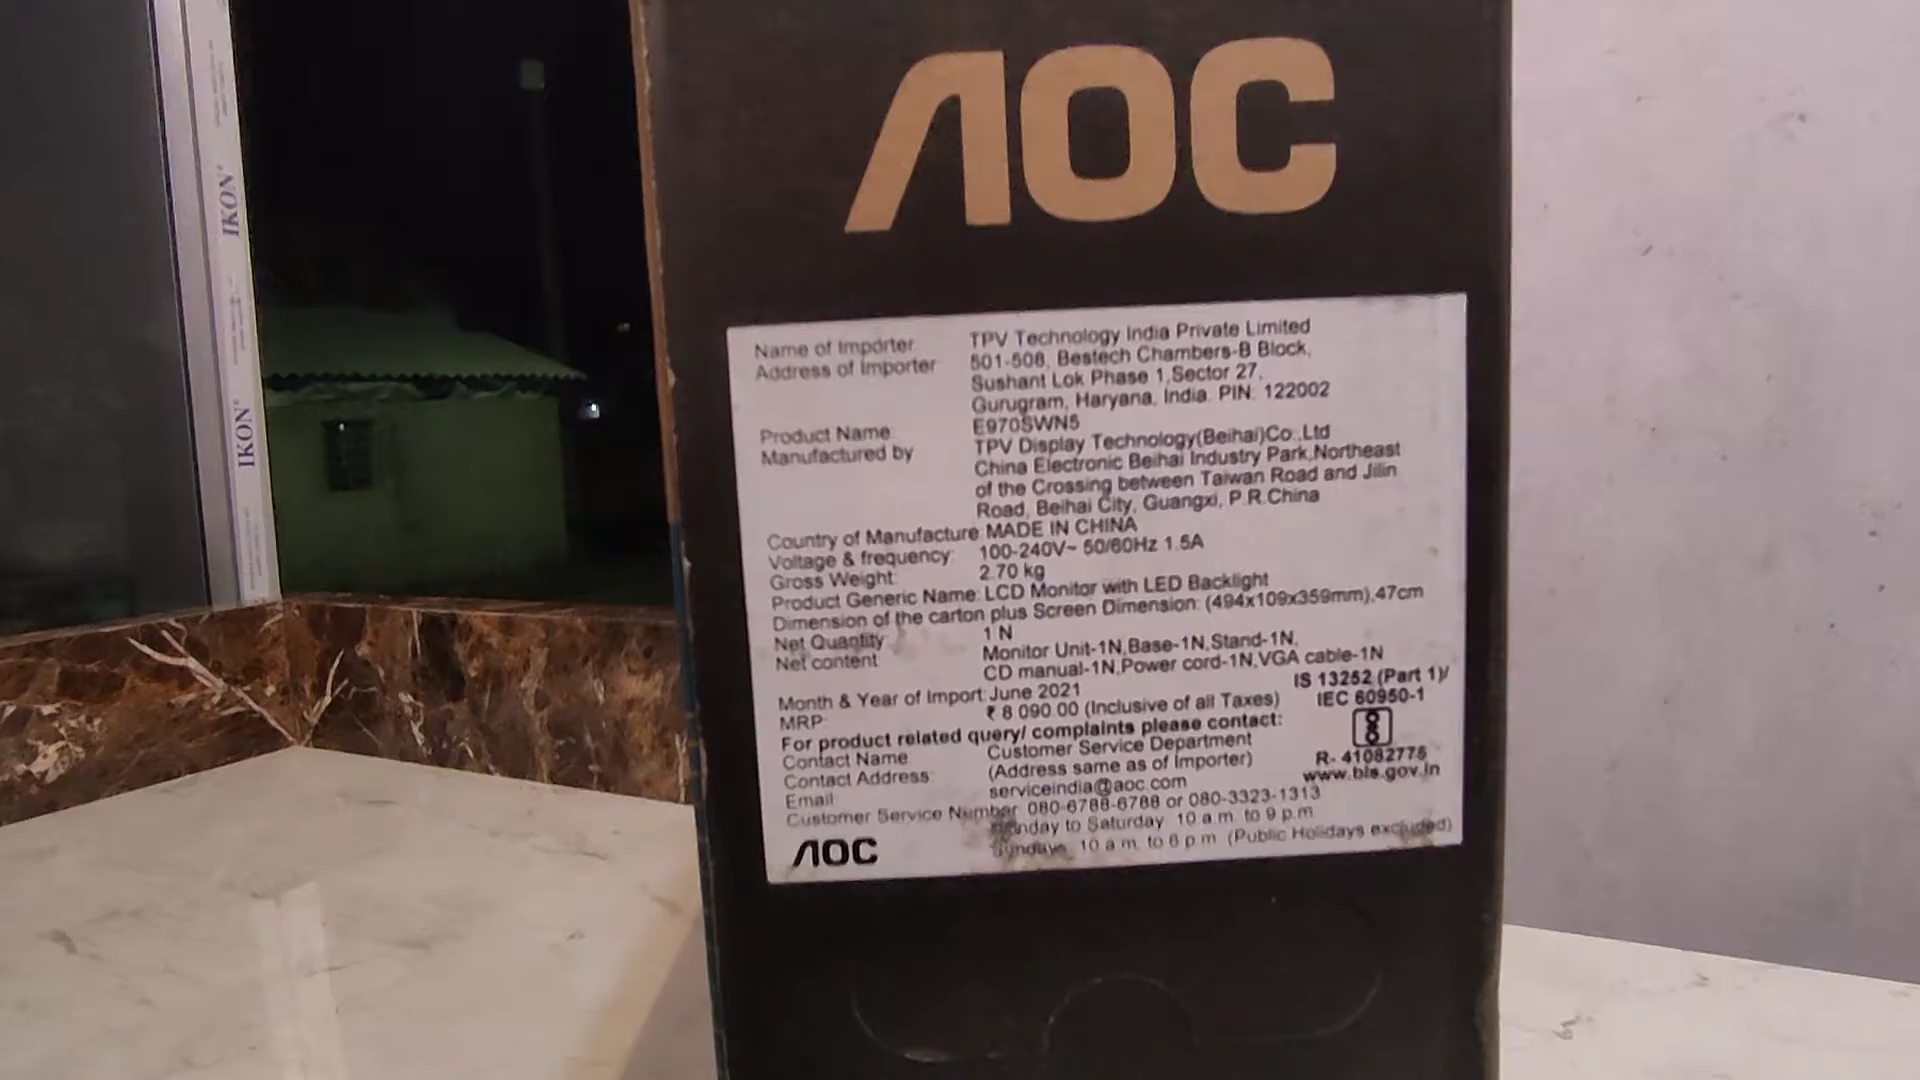 AOC
IKON
IKON
Name of Importer TPV Technology India Private Limited
Address of Importer 501-508, Bestech Chambers-B Block,
Sushant Lok Phase 1, Sector 27,
Gurugram, Haryana, India. PIN: 122002
Product Name E970SWN5
Manufactured by TPV Display Technology(Beihai)Co.,Ltd
China Electronic Beihai Industry Park,Northeast
of the Crossing between Taiwan Road and Jilin
Road, Beihai City, Guangxi, P.R.China
Country of Manufacture: MADE IN CHINA
Voltage & frequency: 100-240V~ 50/60Hz 1.5A
Gross Weight: 2.70 kg
Product Generic Name: LCD Monitor with LED Backlight
Dimension of the carton plus Screen Dimension: (494x109x359mm),47cm
Net Quantity 1 N
Net content Monitor Unit-1N,Base-1N,Stand-1N,
CD manual-1N,Power cord-1N,VGA cable-1N
Month & Year of Import: June 2021
MRP: ₹ 8 090.00 (Inclusive of all Taxes)
IS 13252 (Part 1)/
IEC 60950-1
R- 41082775
www.bis.gov.in
For product related query/ complaints please contact:
Contact Name: Customer Service Department
Contact Address: (Address same as of Importer)
Email: serviceindia@aoc.com
Customer Service Number: 080-6788-6788 or 080-3323-1313
to Saturday 10 a.m. to 9 p.m.
Sundays 10 a.m. to 6 p.m. (Public Holidays excluded)
AOC